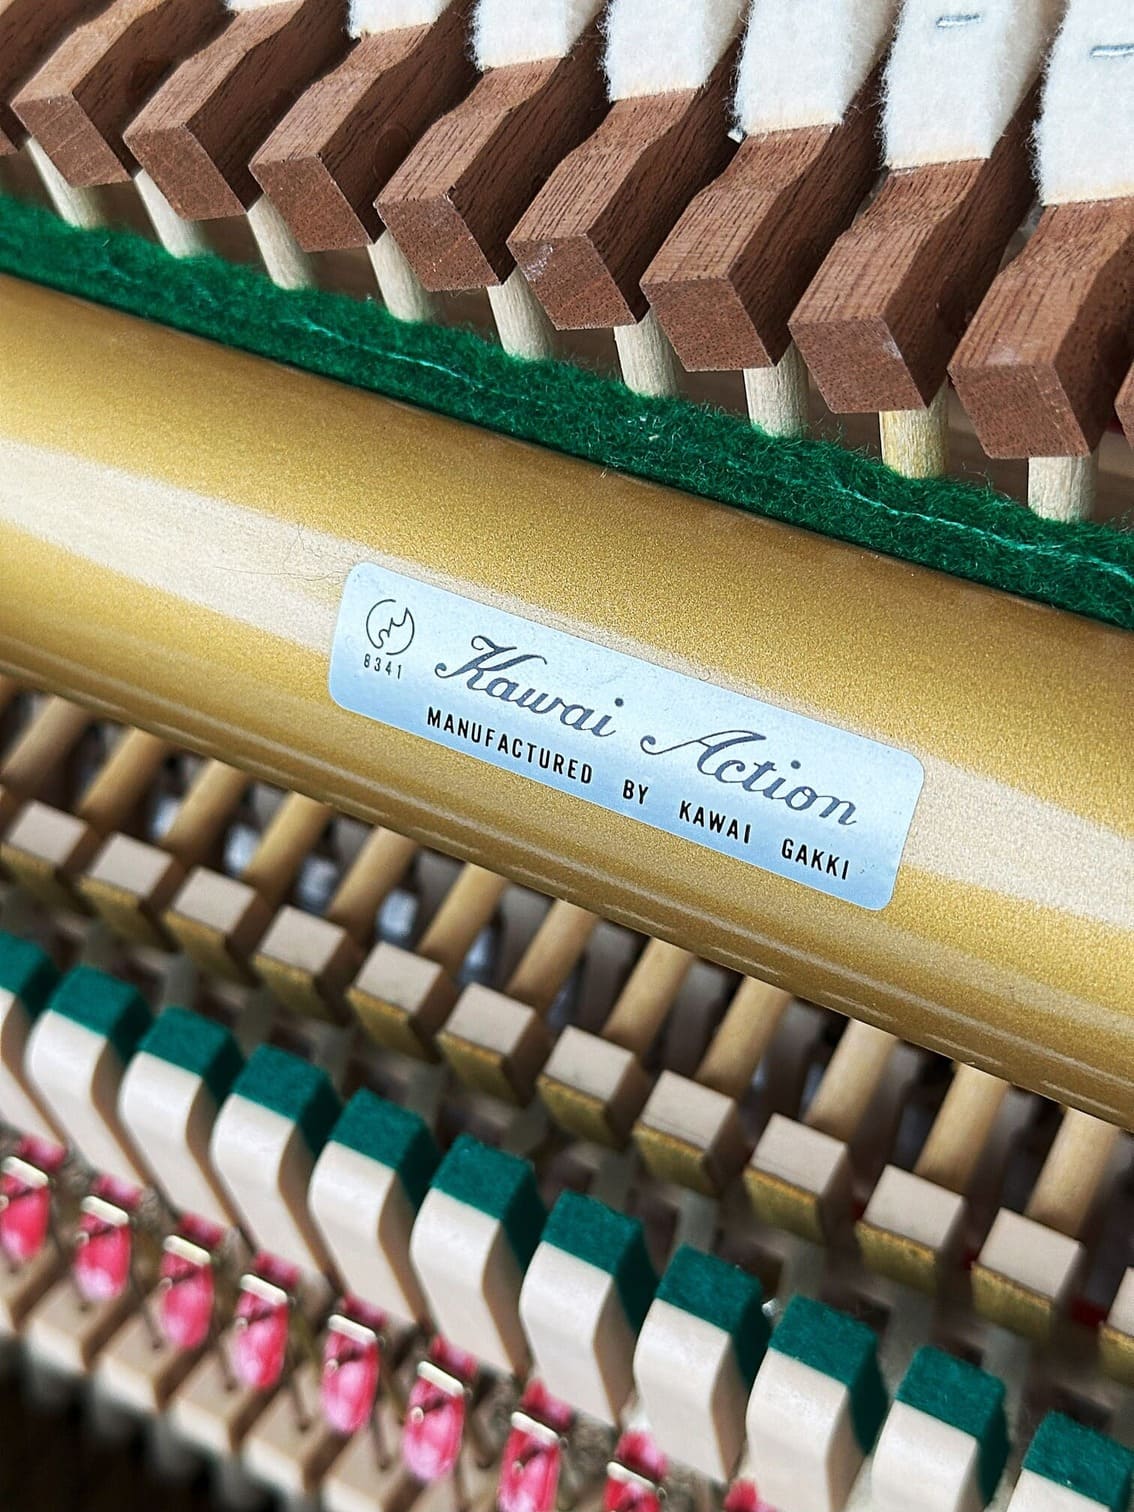 Kawai Action
8341
MANUFACTURED BY KAWAI GAKKI